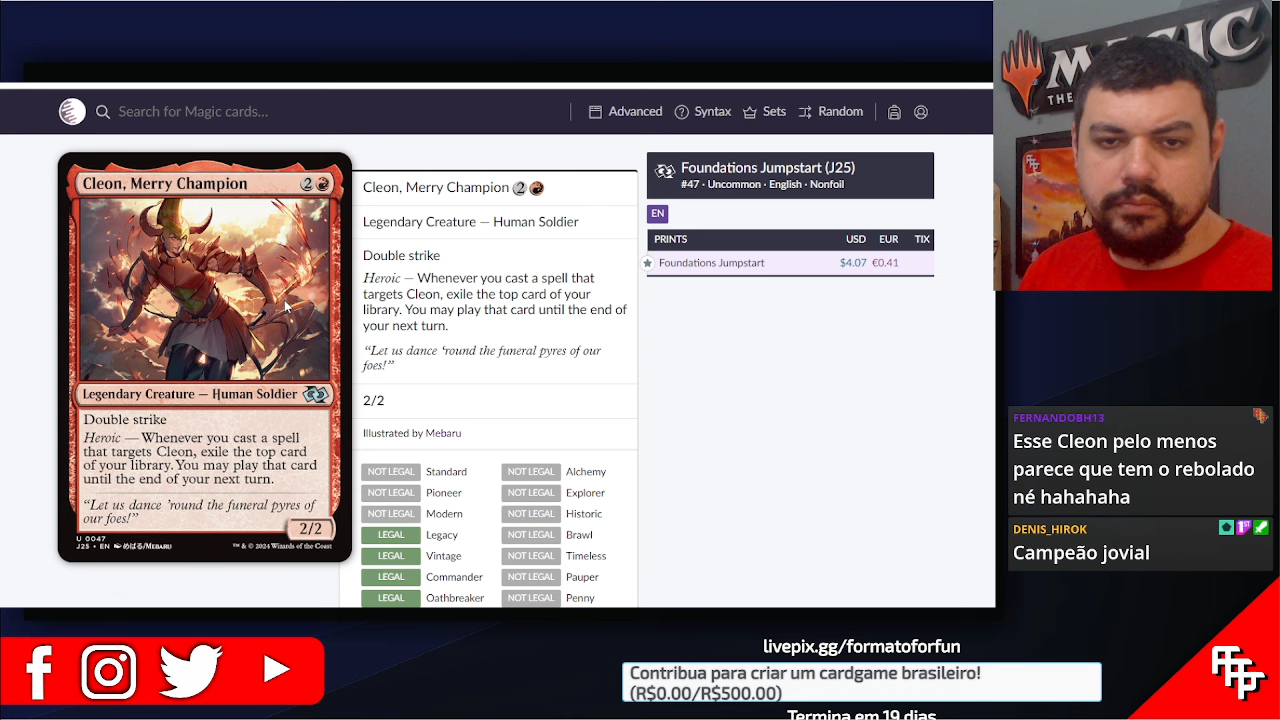 Search for Magic cards...
Advanced
Syntax
Sets
Random
Cleon, Merry Champion 2
Legendary Creature — Human Soldier
Double strike
Heroic — Whenever you cast a spell
that targets Cleon, exile the top card
of your library. You may play that card
until the end of your next turn.
“Let us dance ’round the funeral pyres of
our foes!”
2/2
U 0047
J25 • EN めばる/MEBARU
™ & © 2024 Wizards of the Coast
Cleon, Merry Champion 2
Legendary Creature — Human Soldier
Double strike
Heroic — Whenever you cast a spell that
targets Cleon, exile the top card of your
library. You may play that card until the end of
your next turn.
“Let us dance ‘round the funeral pyres of our
foes!”
2/2
Illustrated by Mebaru
NOT LEGAL Standard NOT LEGAL Alchemy
NOT LEGAL Pioneer NOT LEGAL Explorer
NOT LEGAL Modern NOT LEGAL Historic
LEGAL Legacy NOT LEGAL Brawl
LEGAL Vintage NOT LEGAL Timeless
LEGAL Commander NOT LEGAL Pauper
LEGAL Oathbreaker NOT LEGAL Penny
Foundations Jumpstart (J25)
#47 · Uncommon · English · Nonfoil
EN
PRINTS USD EUR TIX
Foundations Jumpstart $4.07 €0.41
MAGIC
THE
FERNANDOBH13
Esse Cleon pelo menos
parece que tem o rebolado
né hahahaha
DENIS_HIROK 1ST
Campeão jovial
livepix.gg/formatoforfun
Contribua para criar um cardgame brasileiro!
(R$0.00/R$500.00)
Termina em 19 dias